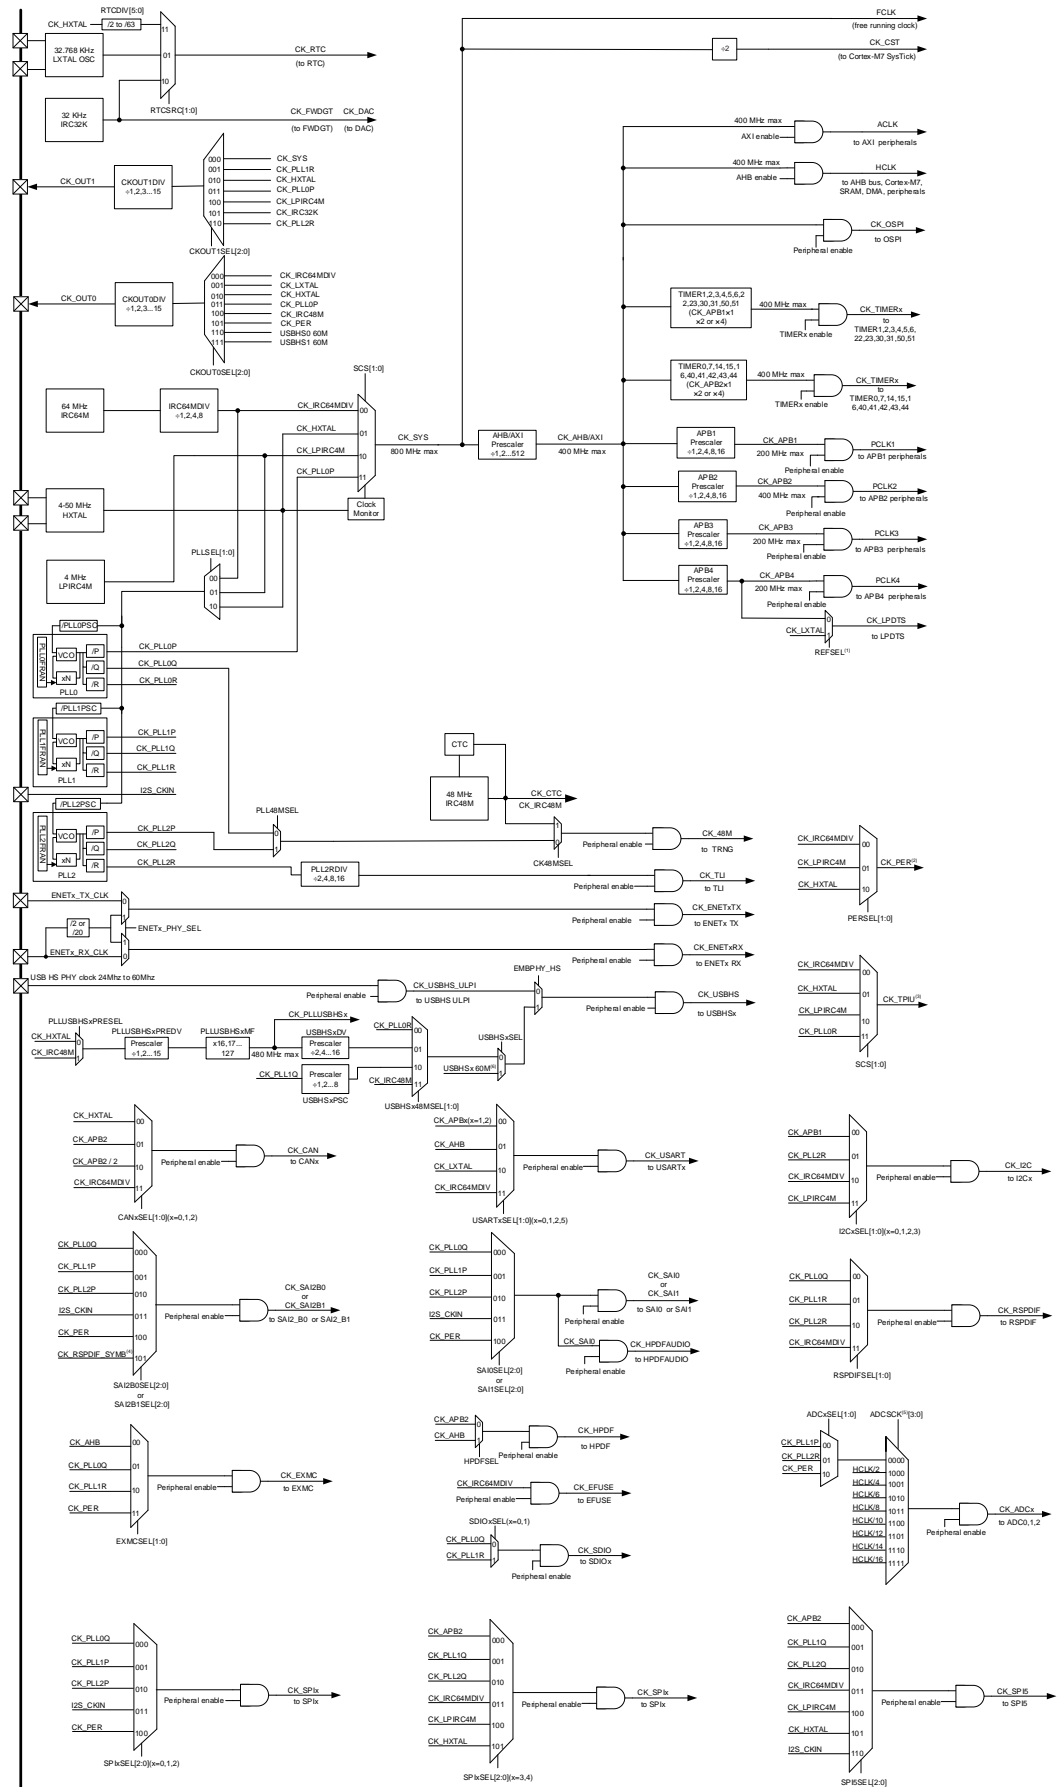 RTCDIV[5:0]
CK_HXTAL
/2 to /63
11
32.768 KHz
LXTAL OSC
01
CK_RTC
(to RTC)
10
RTCSRC[1:0]
32 KHz
IRC32K
CK_FWDGT
CK_DAC
(to FWDGT)
(to DAC)
FCLK
(free running clock)
÷2
CK_CST
(to Cortex-M7 SysTick)
CK_OUT1
CKOUT1DIV
÷1,2,3...15
000
CK_SYS
001
CK_PLL1R
010
CK_HXTAL
011
CK_PLL0P
100
CK_LPIRC4M
101
CK_IRC32K
110
CK_PLL2R
CKOUT1SEL[2:0]
CK_OUT0
CKOUT0DIV
÷1,2,3...15
000
CK_IRC64MDIV
001
CK_LXTAL
010
CK_HXTAL
011
CK_PLL0P
100
CK_IRC48M
101
CK_PER
110
USBHS0 60M
111
USBHS1 60M
CKOUT0SEL[2:0]
400 MHz max
AXI enable
ACLK
to AXI peripherals
400 MHz max
AHB enable
HCLK
to AHB bus, Cortex-M7,
SRAM, DMA, peripherals
CK_OSPI
to OSPI
Peripheral enable
TIMER1,2,3,4,5,6,2
2,23,30,31,50,51
(CK_APB1×1
×2 or ×4)
400 MHz max
TIMERx enable
CK_TIMERx
to
TIMER1,2,3,4,5,6,
22,23,30,31,50,51
TIMER0,7,14,15,1
6,40,41,42,43,44
(CK_APB2×1
×2 or ×4)
400 MHz max
TIMERx enable
CK_TIMERx
to
TIMER0,7,14,15,1
6,40,41,42,43,44
SCS[1:0]
64 MHz
IRC64M
IRC64MDIV
÷1,2,4,8
CK_IRC64MDIV
00
CK_HXTAL
01
CK_LPIRC4M
10
CK_PLL0P
11
CK_SYS
800 MHz max
AHB/AXI
Prescaler
÷1,2...512
CK_AHB/AXI
400 MHz max
Clock
Monitor
4-50 MHz
HXTAL
4 MHz
LPIRC4M
PLLSEL[1:0]
00
01
10
APB1
Prescaler
÷1,2,4,8,16
CK_APB1
200 MHz max
Peripheral enable
PCLK1
to APB1 peripherals
APB2
Prescaler
÷1,2,4,8,16
CK_APB2
400 MHz max
Peripheral enable
PCLK2
to APB2 peripherals
APB3
Prescaler
÷1,2,4,8,16
CK_APB3
200 MHz max
Peripheral enable
PCLK3
to APB3 peripherals
APB4
Prescaler
÷1,2,4,8,16
CK_APB4
200 MHz max
Peripheral enable
PCLK4
to APB4 peripherals
0
CK_LXTAL
1
CK_LPDTS
to LPDTS
REFSEL(1)
/PLL0PSC
PLL0FRAN
VCO
xN
/P
/Q
/R
PLL0
CK_PLL0P
CK_PLL0Q
CK_PLL0R
/PLL1PSC
PLL1FRAN
VCO
xN
/P
/Q
/R
PLL1
CK_PLL1P
CK_PLL1Q
CK_PLL1R
I2S_CKIN
/PLL2PSC
PLL2FRAN
VCO
xN
/P
/Q
/R
PLL2
CK_PLL2P
CK_PLL2Q
CK_PLL2R
PLL48MSEL
0
1
PLL2RDIV
÷2,4,8,16
CTC
48 MHz
IRC48M
CK_CTC
CK_IRC48M
1
0
CK48MSEL
Peripheral enable
CK_48M
to TRNG
Peripheral enable
CK_TLI
to TLI
CK_IRC64MDIV
00
CK_LPIRC4M
01
CK_HXTAL
10
CK_PER(2)
PERSEL[1:0]
ENETx_TX_CLK
0
1
/2 or
/20
ENETx_PHY_SEL
1
0
ENETx_RX_CLK
Peripheral enable
CK_ENETxTX
to ENETx TX
Peripheral enable
CK_ENETxRX
to ENETx RX
USB HS PHY clock 24Mhz to 60Mhz
Peripheral enable
CK_USBHS_ULPI
to USBHS ULPI
EMBPHY_HS
0
1
Peripheral enable
CK_USBHS
to USBHSx
CK_IRC64MDIV
00
CK_HXTAL
01
CK_LPIRC4M
10
CK_PLL0R
11
CK_TPIU(3)
SCS[1:0]
PLLUSBHSxPRESEL
CK_HXTAL
0
CK_IRC48M
1
PLLUSBHSxPREDV
Prescaler
÷1,2...15
PLLUSBHSxMF
x16,17...
127
CK_PLLUSBHSx
480 MHz max
USBHSxDV
Prescaler
÷2,4...16
CK_PLL1Q
Prescaler
÷1,2...8
USBHSxPSC
CK_PLL0R
00
01
10
CK_IRC48M
11
USBHSx48MSEL[1:0]
USBHSxSEL
0
USBHSx 60M(6)
1
CK_HXTAL
00
CK_APB2
01
CK_APB2 / 2
10
CK_IRC64MDIV
11
Peripheral enable
CK_CAN
to CANx
CANxSEL[1:0](x=0,1,2)
CK_APBx(x=1,2)
00
CK_AHB
01
CK_LXTAL
10
CK_IRC64MDIV
11
Peripheral enable
CK_USART
to USARTx
USARTxSEL[1:0](x=0,1,2,5)
CK_APB1
00
CK_PLL2R
01
CK_IRC64MDIV
10
CK_LPIRC4M
11
Peripheral enable
CK_I2C
to I2Cx
I2CxSEL[1:0](x=0,1,2,3)
CK_PLL0Q
000
CK_PLL1P
001
CK_PLL2P
010
I2S_CKIN
011
CK_PER
100
CK_RSPDIF_SYMB(4)
101
Peripheral enable
CK_SAI2B0
or
CK_SAI2B1
to SAI2_B0 or SAI2_B1
SAI2B0SEL[2:0]
or
SAI2B1SEL[2:0]
CK_PLL0Q
000
CK_PLL1P
001
CK_PLL2P
010
I2S_CKIN
011
CK_PER
100
Peripheral enable
CK_SAI0
or
CK_SAI1
to SAI0 or SAI1
CK_SAI0
Peripheral enable
CK_HPDFAUDIO
to HPDFAUDIO
SAI0SEL[2:0]
or
SAI1SEL[2:0]
CK_PLL0Q
00
CK_PLL1R
01
CK_PLL2R
10
CK_IRC64MDIV
11
Peripheral enable
CK_RSPDIF
to RSPDIF
RSPDIFSEL[1:0]
CK_AHB
00
CK_PLL0Q
01
CK_PLL1R
10
CK_PER
11
Peripheral enable
CK_EXMC
to EXMC
EXMCSEL[1:0]
CK_APB2
0
CK_AHB
1
HPDFSEL
Peripheral enable
CK_HPDF
to HPDF
CK_IRC64MDIV
Peripheral enable
CK_EFUSE
to EFUSE
SDIOxSEL(x=0,1)
CK_PLL0Q
0
CK_PLL1R
1
Peripheral enable
CK_SDIO
to SDIOx
ADCxSEL[1:0]
ADCSCK(5)[3:0]
CK_PLL1P
00
CK_PLL2R
01
CK_PER
10
0000
HCLK/2
1000
HCLK/4
1001
HCLK/6
1010
HCLK/8
1011
HCLK/10
1100
HCLK/12
1101
HCLK/14
1110
HCLK/16
1111
Peripheral enable
CK_ADCx
to ADC0,1,2
CK_PLL0Q
000
CK_PLL1P
001
CK_PLL2P
010
I2S_CKIN
011
CK_PER
100
Peripheral enable
CK_SPIx
to SPIx
SPIxSEL[2:0](x=0,1,2)
CK_APB2
000
CK_PLL1Q
001
CK_PLL2Q
010
CK_IRC64MDIV
011
CK_LPIRC4M
100
CK_HXTAL
101
Peripheral enable
CK_SPIx
to SPIx
SPIxSEL[2:0](x=3,4)
CK_APB2
000
CK_PLL1Q
001
CK_PLL2Q
010
CK_IRC64MDIV
011
CK_LPIRC4M
100
CK_HXTAL
101
I2S_CKIN
110
Peripheral enable
CK_SPI5
to SPI5
SPI5SEL[2:0]